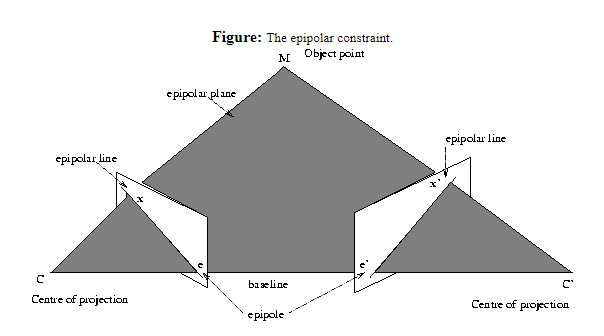 Figure: The epipolar constraint.
M
Object point
epipolar plane
epipolar line
epipolar line
x
x'
e
e'
C
baseline
C'
Centre of projection
epipole
Centre of projection